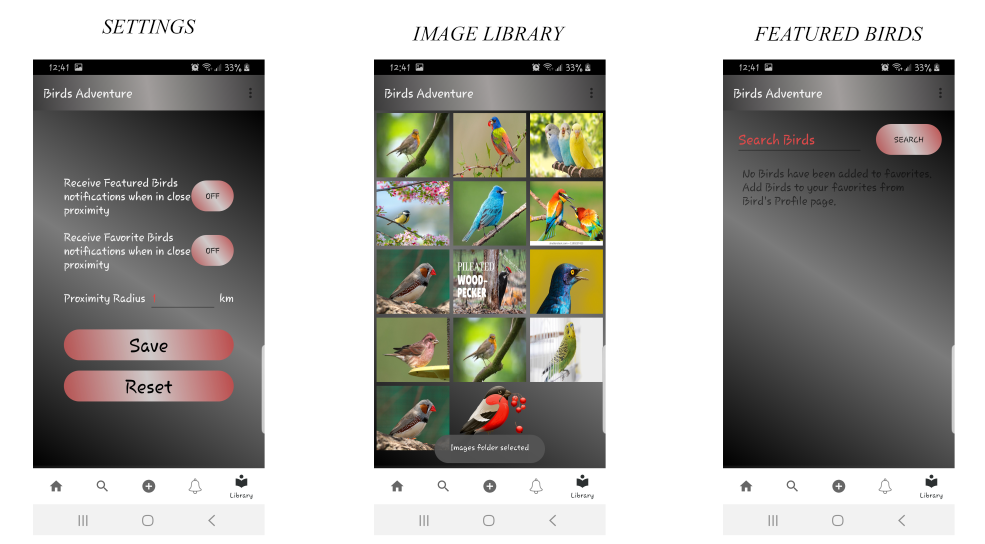 SETTINGS
12:41 33%
Birds Adventure
Receive Featured Birds
notifications when in close
proximity
OFF
Receive Favorite Birds
notifications when in close
proximity
OFF
Proximity Radius km
Save
Reset
Library
IMAGE LIBRARY
12:41 33%
Birds Adventure
PILEATED
WOOD-
PECKER
Images folder selected
Library
FEATURED BIRDS
12:41 33%
Birds Adventure
Search Birds
SEARCH
No Birds have been added to favorites.
Add Birds to your favorites from
Bird's Profile page.
Library